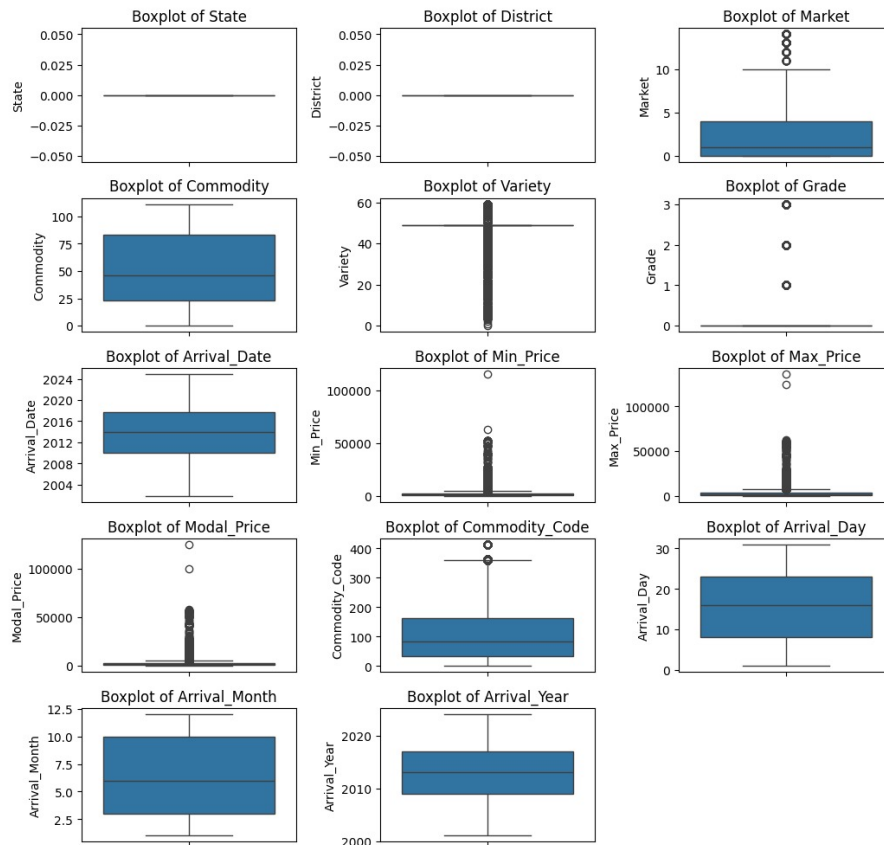 Boxplot of State
0.050
0.025
0.000
−0.025
−0.050
State
Boxplot of District
0.050
0.025
0.000
−0.025
−0.050
District
Boxplot of Market
10
5
0
Market
Boxplot of Commodity
100
75
50
25
0
Commodity
Boxplot of Variety
60
40
20
0
Variety
Boxplot of Grade
3
2
1
0
Grade
Boxplot of Arrival_Date
2024
2020
2016
2012
2008
2004
Arrival_Date
Boxplot of Min_Price
100000
50000
0
Min_Price
Boxplot of Max_Price
100000
50000
0
Max_Price
Boxplot of Modal_Price
100000
50000
0
Modal_Price
Boxplot of Commodity_Code
400
300
200
100
0
Commodity_Code
Boxplot of Arrival_Day
30
20
10
0
Arrival_Day
Boxplot of Arrival_Month
12.5
10.0
7.5
5.0
2.5
Arrival_Month
Boxplot of Arrival_Year
2020
2010
2000
Arrival_Year